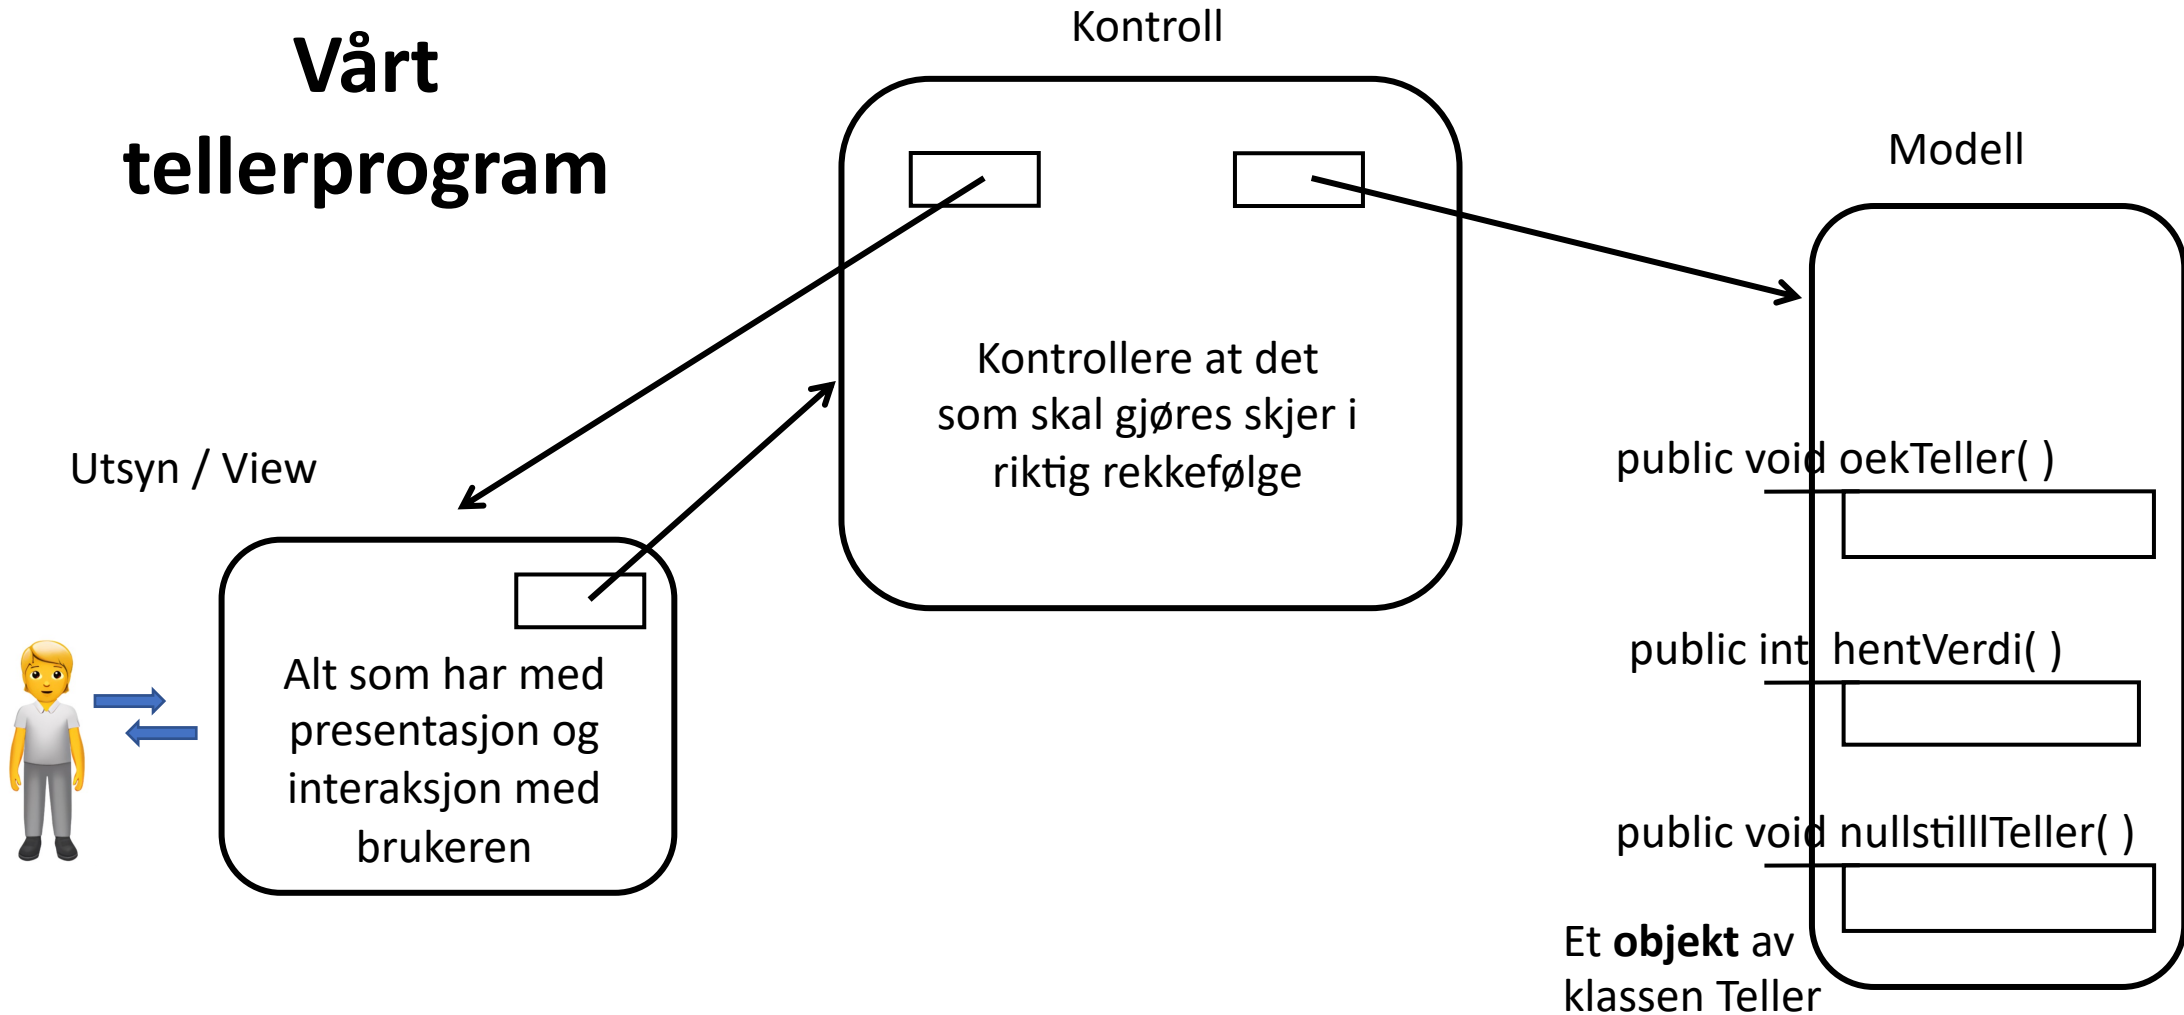 Vårt
tellerprogram
Kontroll
Kontrollere at det
som skal gjøres skjer i
riktig rekkefølge
Utsyn / View
Alt som har med
presentasjon og
interaksjon med
brukeren
Modell
public void oekTeller( )
public int  hentVerdi( )
public void nullstilllTeller( )
Et objekt av
klassen Teller